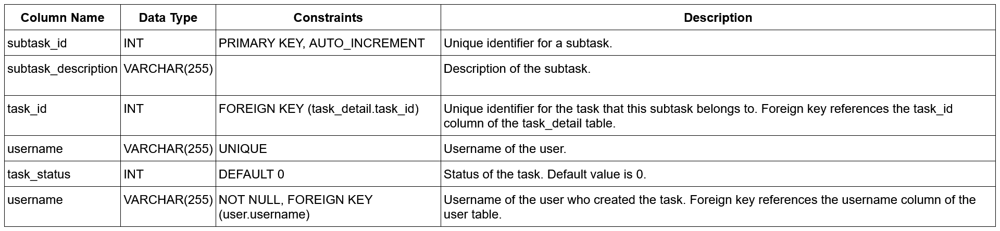 Column Name Data Type Constraints Description
subtask_id INT PRIMARY KEY, AUTO_INCREMENT Unique identifier for a subtask.
subtask_description VARCHAR(255) Description of the subtask.
task_id INT FOREIGN KEY (task_detail.task_id) Unique identifier for the task that this subtask belongs to. Foreign key references the task_id
column of the task_detail table.
username VARCHAR(255) UNIQUE Username of the user.
task_status INT DEFAULT 0 Status of the task. Default value is 0.
username VARCHAR(255) NOT NULL, FOREIGN KEY Username of the user who created the task. Foreign key references the username column of the
(user.username) user table.